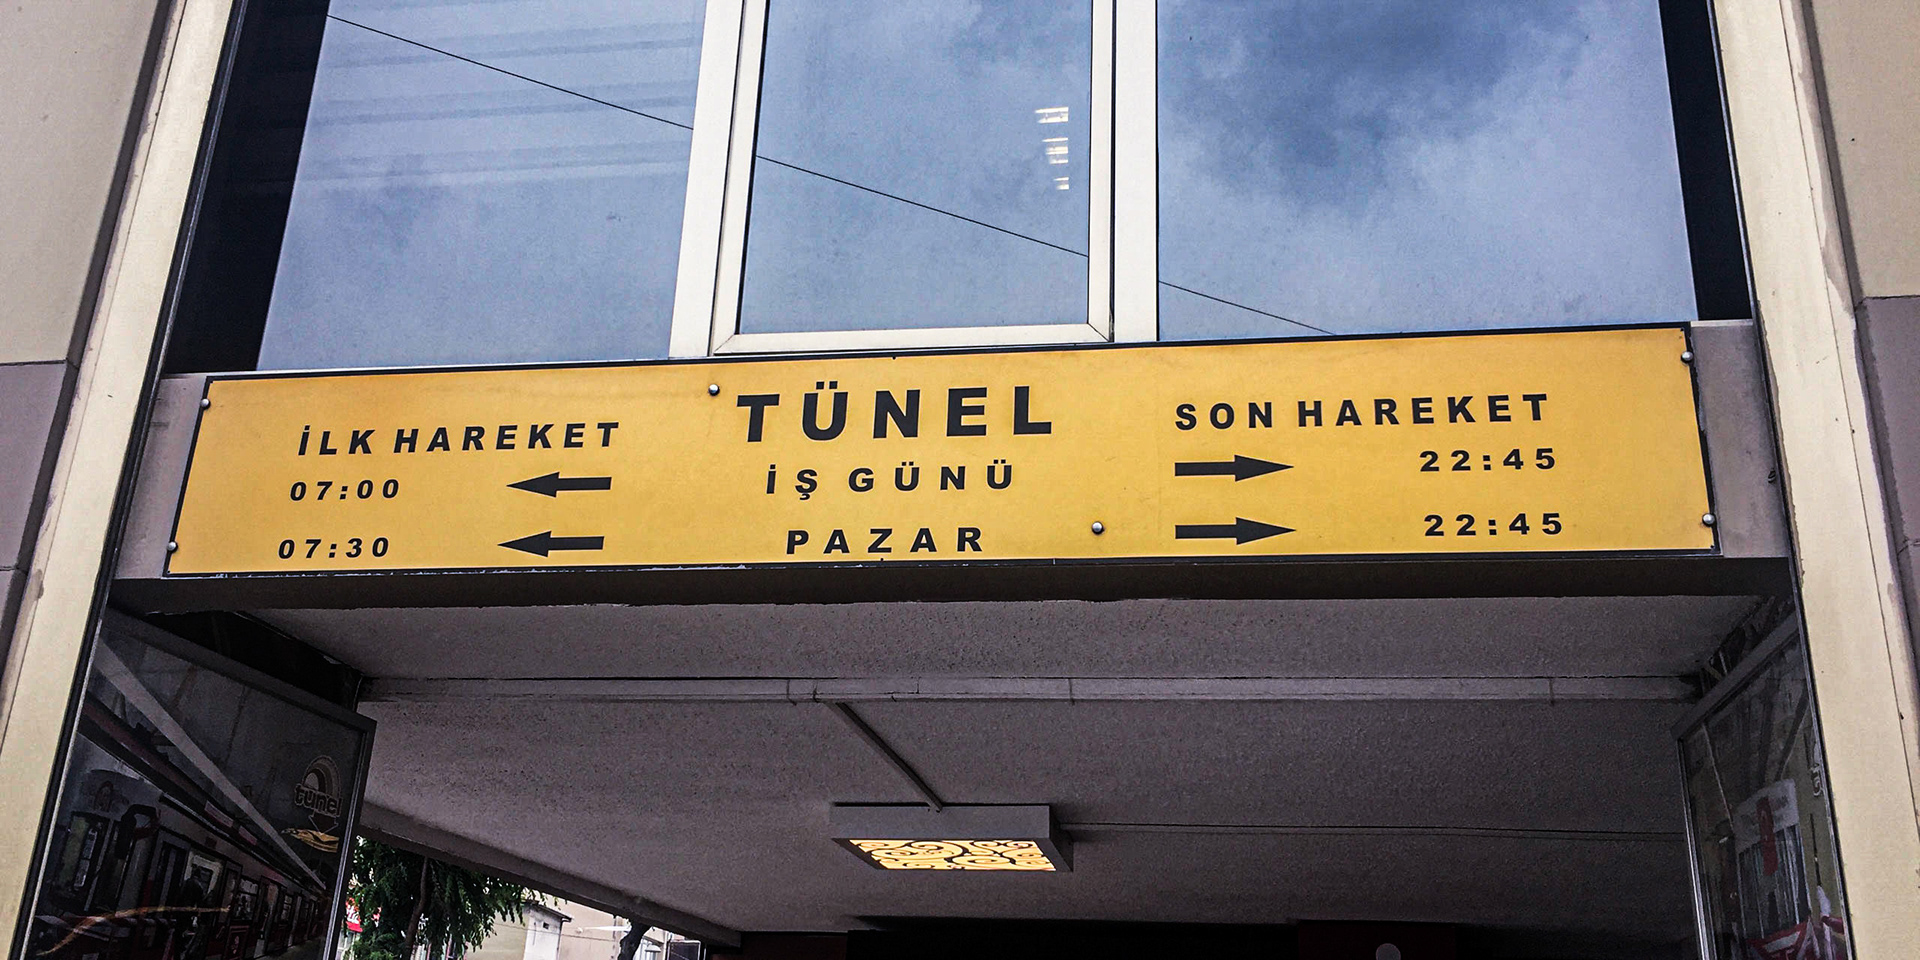 TÜNEL
İLK HAREKET SON HAREKET
07:00 İŞ GÜNÜ 22:45
07:30 PAZAR 22:45
tünel